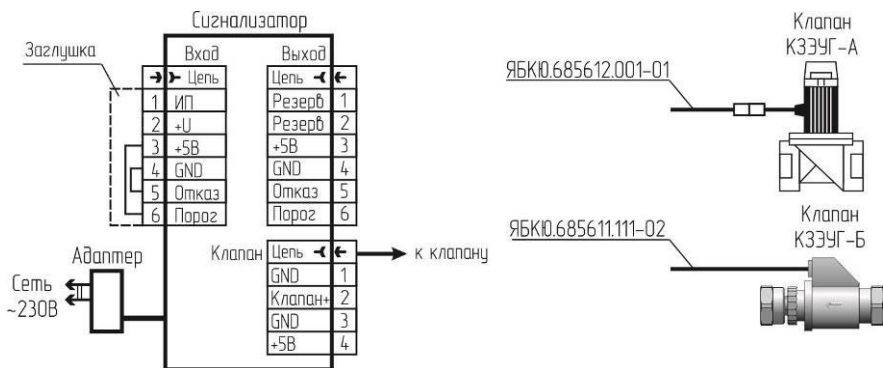 Сигнализатор
Заглушка
Вход
Цепь
1 ИП
2 +U
3 +5В
4 GND
5 Отказ
6 Порог
Выход
Цепь
Резерв 1
Резерв 2
+5В 3
GND 4
Отказ 5
Порог 6
Клапан
Цепь
GND 1
Клапан+ 2
GND 3
+5В 4
к клапану
Адаптер
Сеть
~230В
Клапан
КЗЭУГ-А
ЯБКЮ.685612.001-01
Клапан
КЗЭУГ-Б
ЯБКЮ.685611.111-02